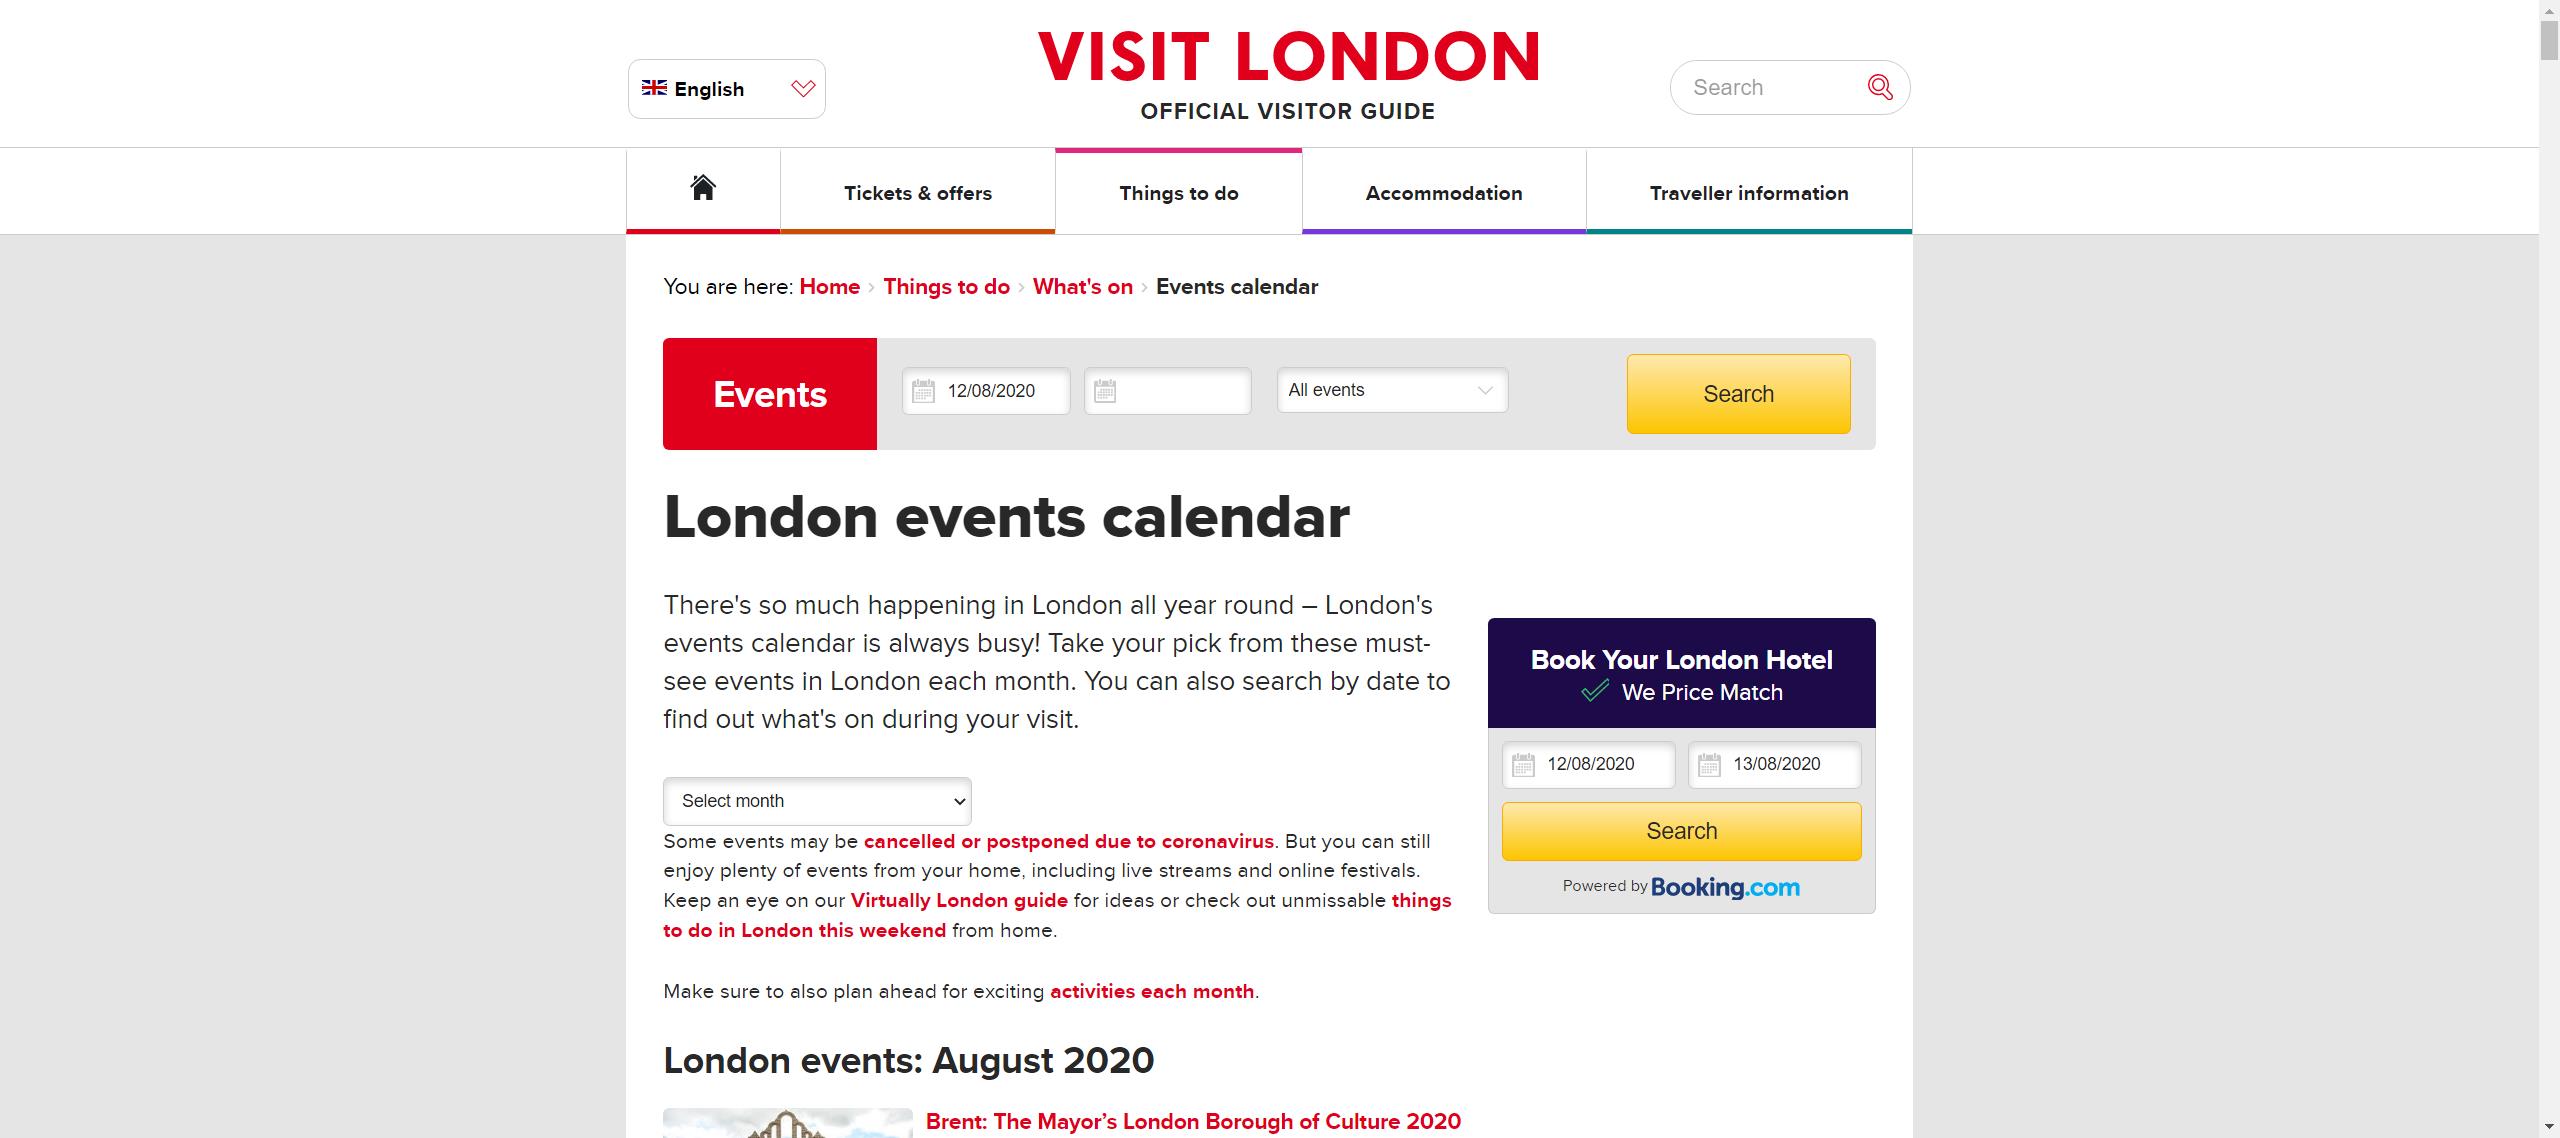 VISIT LONDON
OFFICIAL VISITOR GUIDE
English
Search
Tickets & offers
Things to do
Accommodation
Traveller information
You are here: Home › Things to do › What's on › Events calendar
Events
12/08/2020
All events
Search
London events calendar
There's so much happening in London all year round – London's
events calendar is always busy! Take your pick from these must-
see events in London each month. You can also search by date to
find out what's on during your visit.
Book Your London Hotel
We Price Match
12/08/2020
13/08/2020
Search
Powered by Booking.com
Select month
Some events may be cancelled or postponed due to coronavirus. But you can still
enjoy plenty of events from your home, including live streams and online festivals.
Keep an eye on our Virtually London guide for ideas or check out unmissable things
to do in London this weekend from home.
Make sure to also plan ahead for exciting activities each month.
London events: August 2020
Brent: The Mayor’s London Borough of Culture 2020